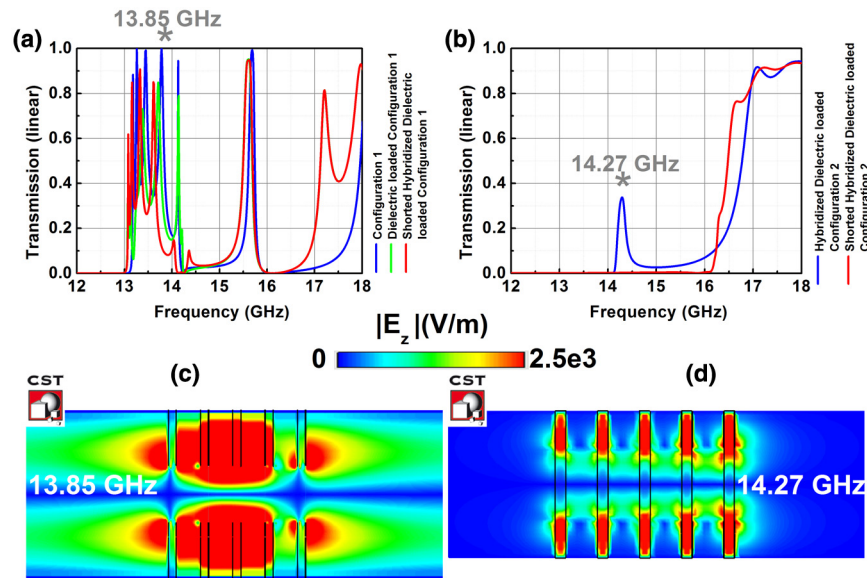 13.85 GHz
*
(a)
1.0
0.8
0.6
0.4
0.2
0.0
Transmission (linear)
12 13 14 15 16 17 18
Frequency (GHz)
Configuration 1
Dielectric loaded Configuration 1
Shorted Hybridized Dielectric
loaded Configuration 1
(b)
1.0
0.8
0.6
0.4
0.2
0.0
Transmission (linear)
14.27 GHz
*
12 13 14 15 16 17 18
Frequency (GHz)
Hybridized Dielectric loaded
Configuration 2
Shorted Hybridized Dielectric loaded
Configuration 2
|E_z|(V/m)
0 2.5e3
(c)
CST
13.85 GHz
(d)
CST
14.27 GHz